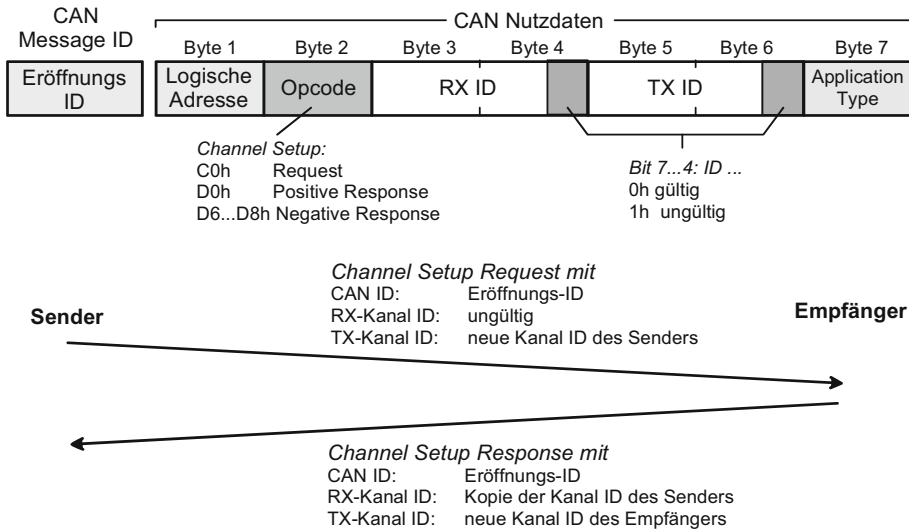 CAN
Message ID
CAN Nutzdaten
Byte 1 Byte 2 Byte 3 Byte 4 Byte 5 Byte 6 Byte 7
Eröffnungs
ID
Logische
Adresse
Opcode
RX ID
TX ID
Application
Type
Channel Setup:
C0h Request
D0h Positive Response
D6...D8h Negative Response
Bit 7...4: ID ...
0h gültig
1h ungültig
Channel Setup Request mit
CAN ID: Eröffnungs-ID
RX-Kanal ID: ungültig
TX-Kanal ID: neue Kanal ID des Senders
Sender
Empfänger
Channel Setup Response mit
CAN ID: Eröffnungs-ID
RX-Kanal ID: Kopie der Kanal ID des Senders
TX-Kanal ID: neue Kanal ID des Empfängers